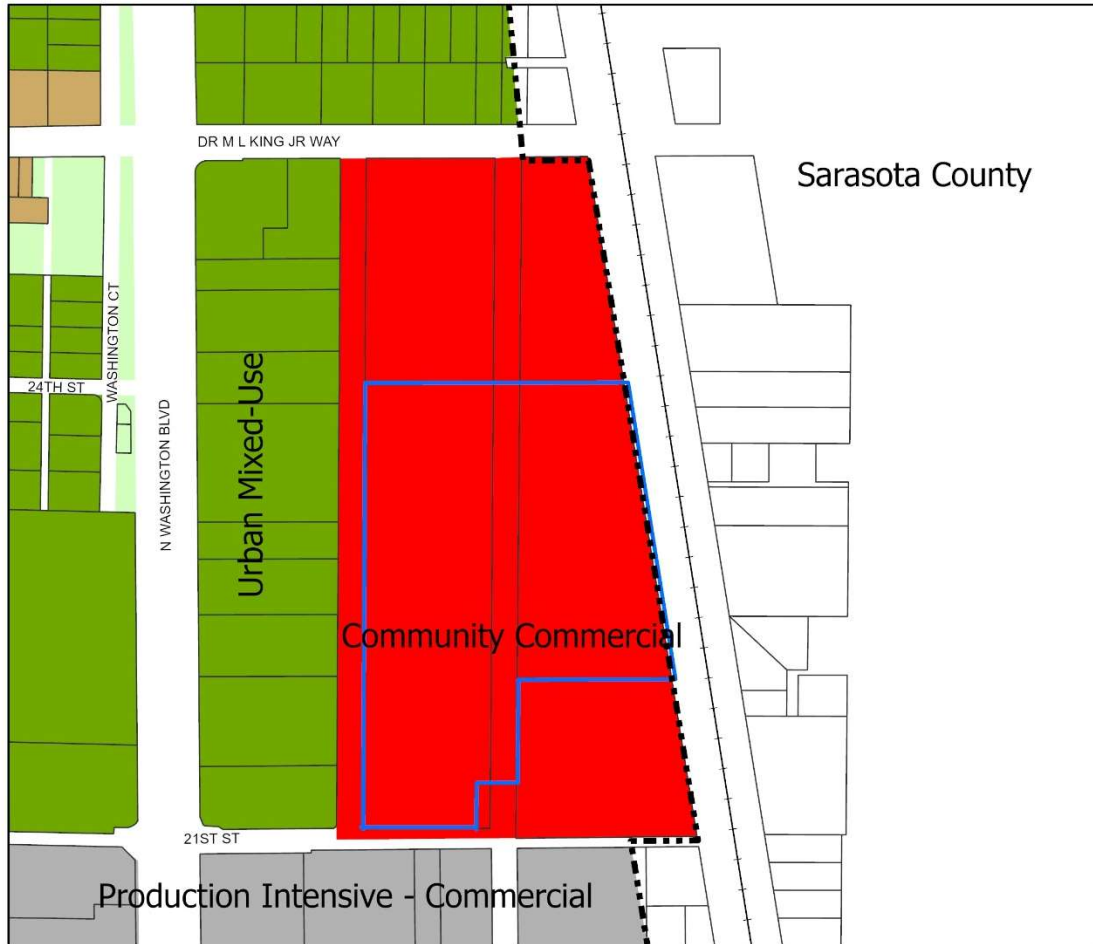 DR M L KING JR WAY
Sarasota County
WASHINGTON CT
24TH ST
N WASHINGTON BLVD
Urban Mixed-Use
Community Commercial
21ST ST
Production Intensive - Commercial